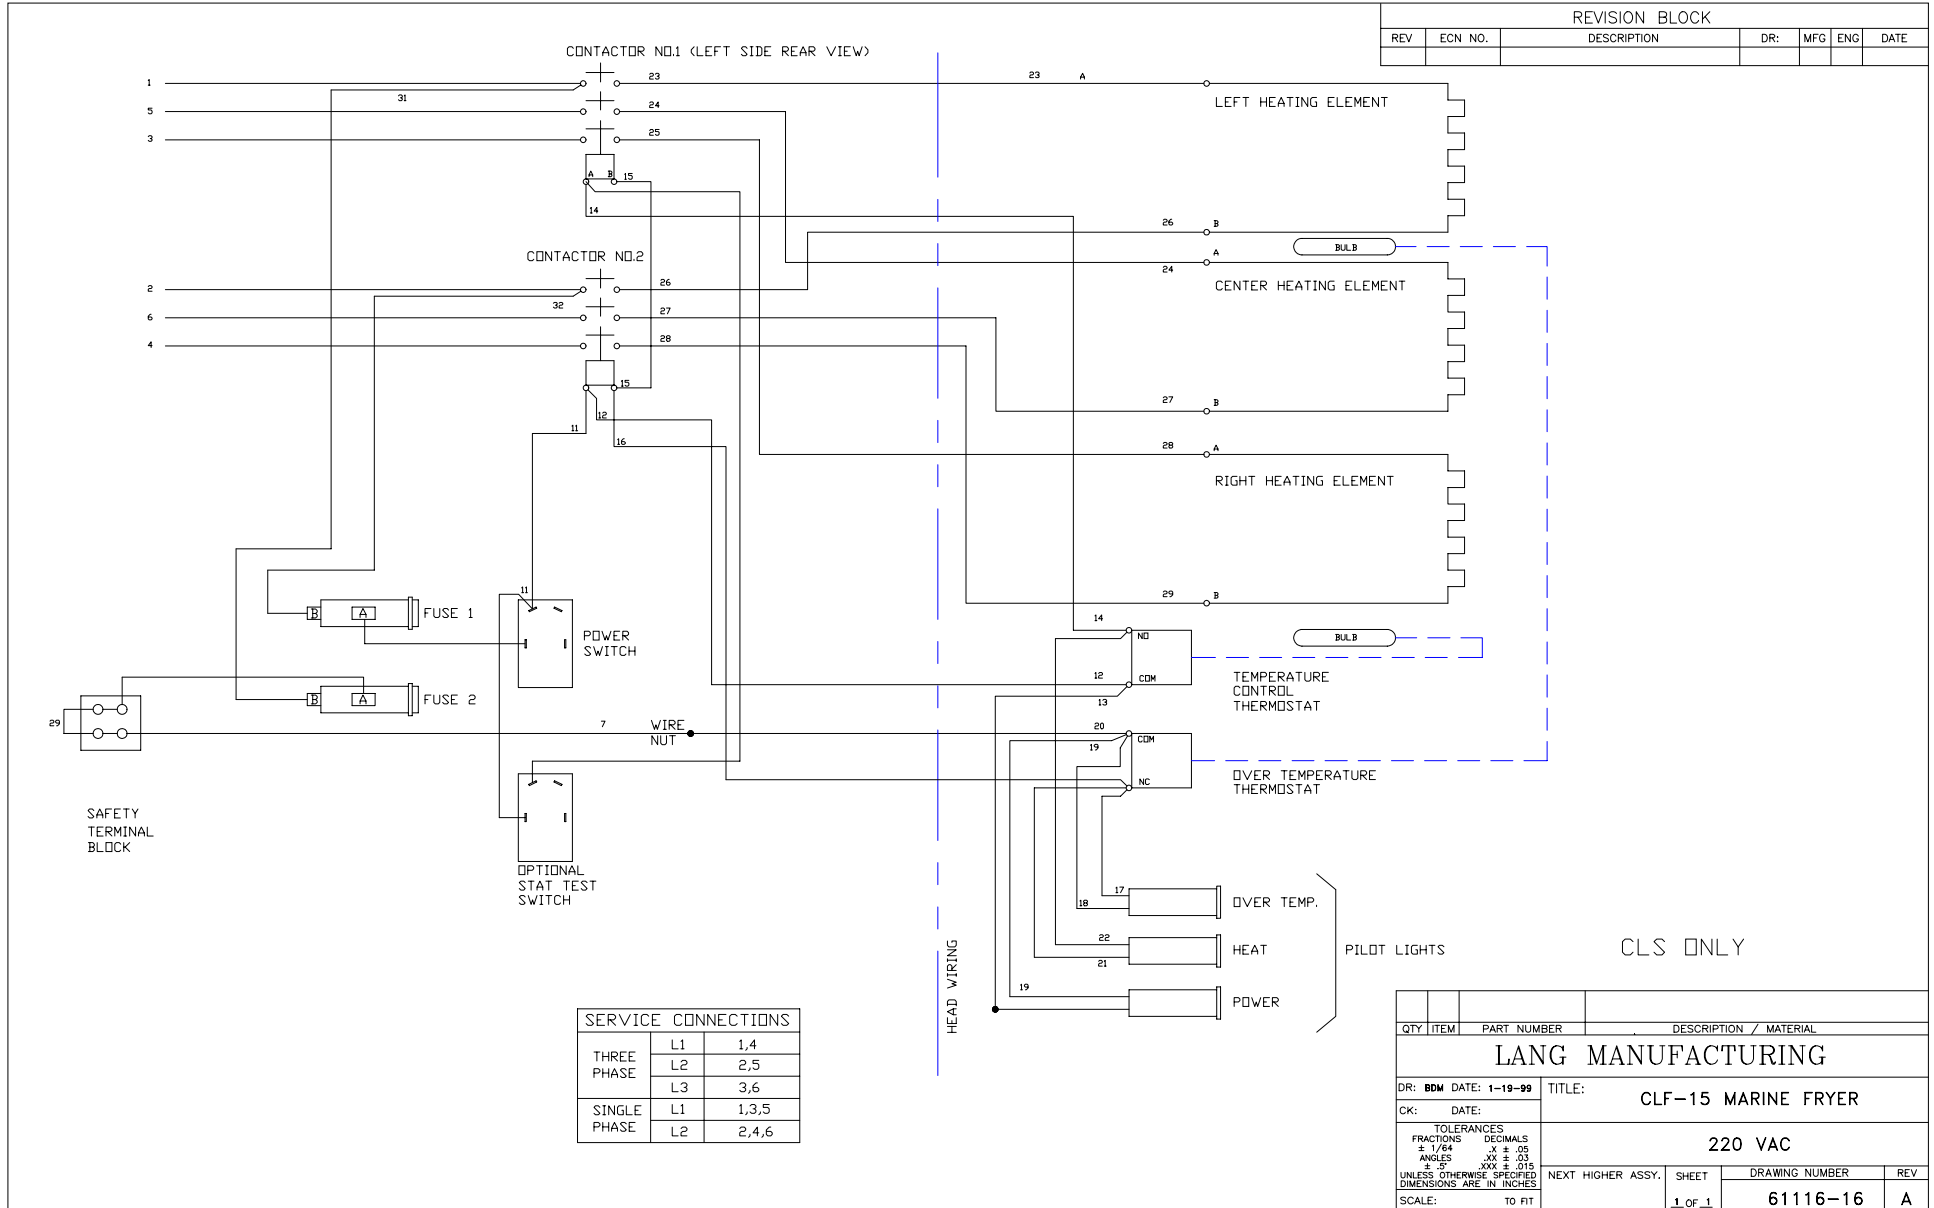 REVISION BLOCK
REV ECN NO. DESCRIPTION DR: MFG ENG DATE
CONTACTOR NO.1 (LEFT SIDE REAR VIEW)
1
31
5
3
23
24
25
A B 15
14
23 A
LEFT HEATING ELEMENT
26 B
BULB
CONTACTOR NO.2
2
32
6
4
26
27
28
15
12
11
16
A
24
CENTER HEATING ELEMENT
27 B
28 A
RIGHT HEATING ELEMENT
29 B
B A FUSE 1
11
POWER
SWITCH
B A FUSE 2
29
7
WIRE
NUT
SAFETY
TERMINAL
BLOCK
OPTIONAL
STAT TEST
SWITCH
14
NO
BULB
12
COM
13
TEMPERATURE
CONTROL
THERMOSTAT
20
COM
19
NC
OVER TEMPERATURE
THERMOSTAT
17
18
OVER TEMP.
22
21
HEAT
19
POWER
PILOT LIGHTS
HEAD WIRING
CLS ONLY
SERVICE CONNECTIONS
THREE PHASE
L1 1,4
L2 2,5
L3 3,6
SINGLE PHASE
L1 1,3,5
L2 2,4,6
QTY ITEM PART NUMBER . DESCRIPTION / MATERIAL
LANG MANUFACTURING
DR: BDM DATE: 1-19-99
TITLE:
CLF-15 MARINE FRYER
CK: DATE:
TOLERANCES
FRACTIONS DECIMALS
± 1/64 .X ± .05
ANGLES .XX ± .03
± .5° .XXX ± .015
UNLESS OTHERWISE SPECIFIED
DIMENSIONS ARE IN INCHES
220 VAC
NEXT HIGHER ASSY.
SHEET
1 OF 1
DRAWING NUMBER
61116-16
REV
A
SCALE: TO FIT